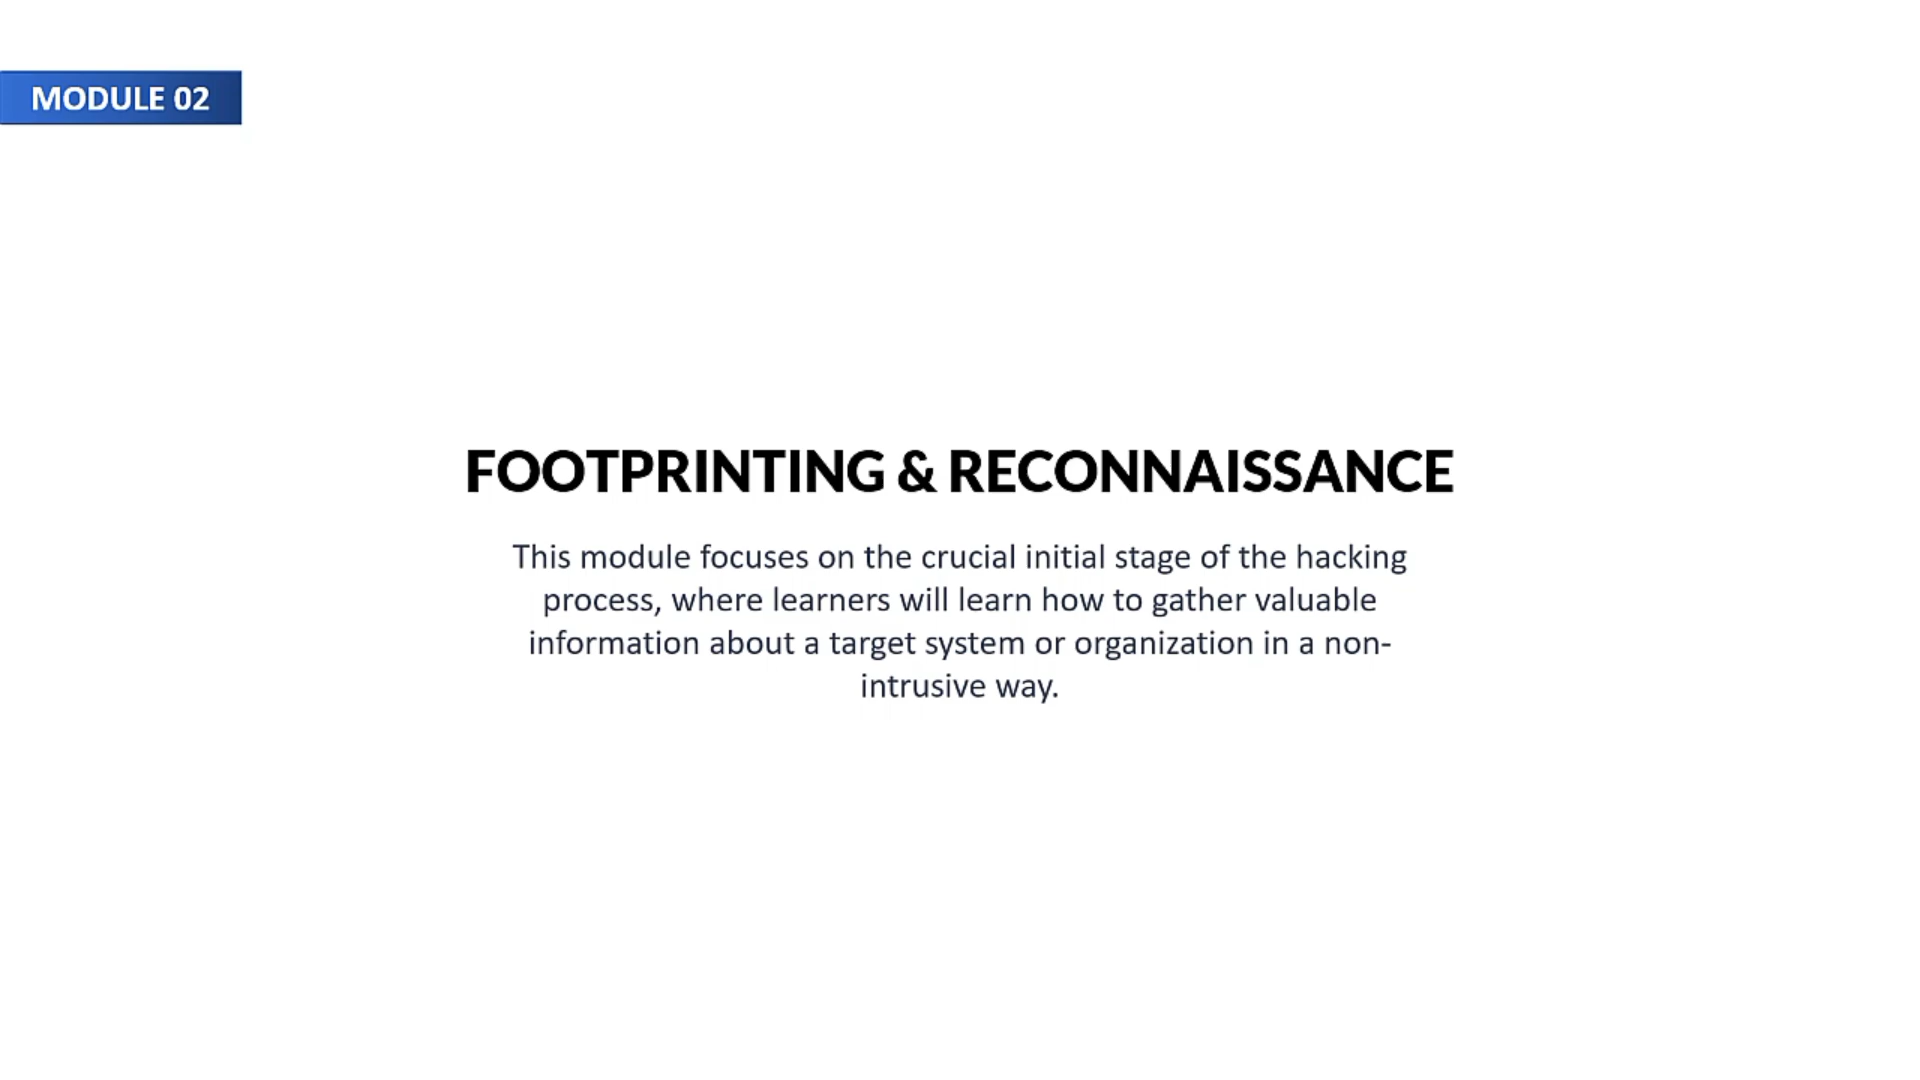 MODULE 02
FOOTPRINTING & RECONNAISSANCE
This module focuses on the crucial initial stage of the hacking
process, where learners will learn how to gather valuable
information about a target system or organization in a non-
intrusive way.